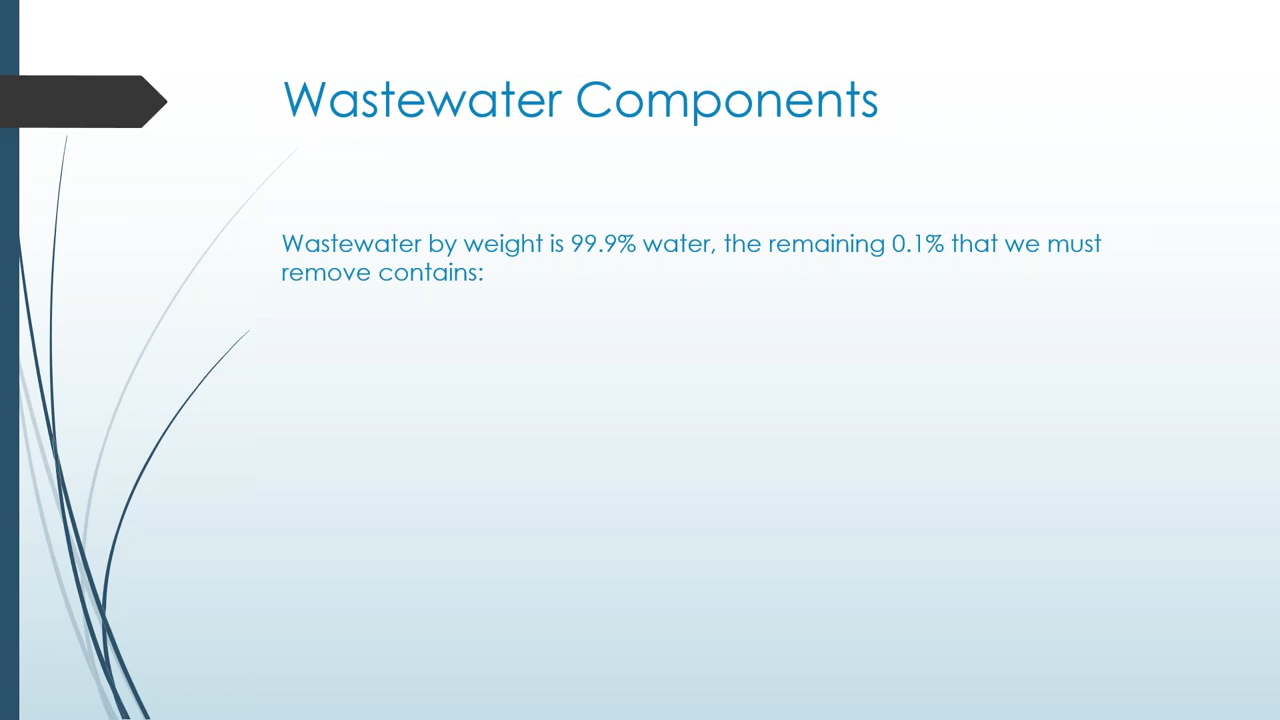 Wastewater Components
Wastewater by weight is 99.9% water, the remaining 0.1% that we must
remove contains: